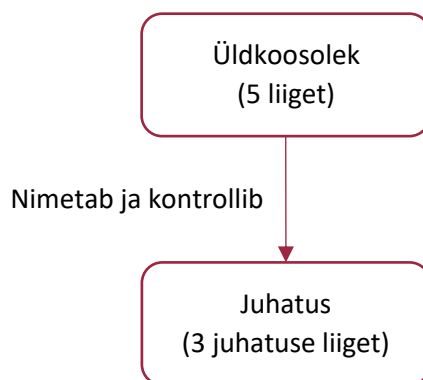 Üldkoosolek
(5 liiget)
Nimetab ja kontrollib
Juhatus
(3 juhatuse liiget)